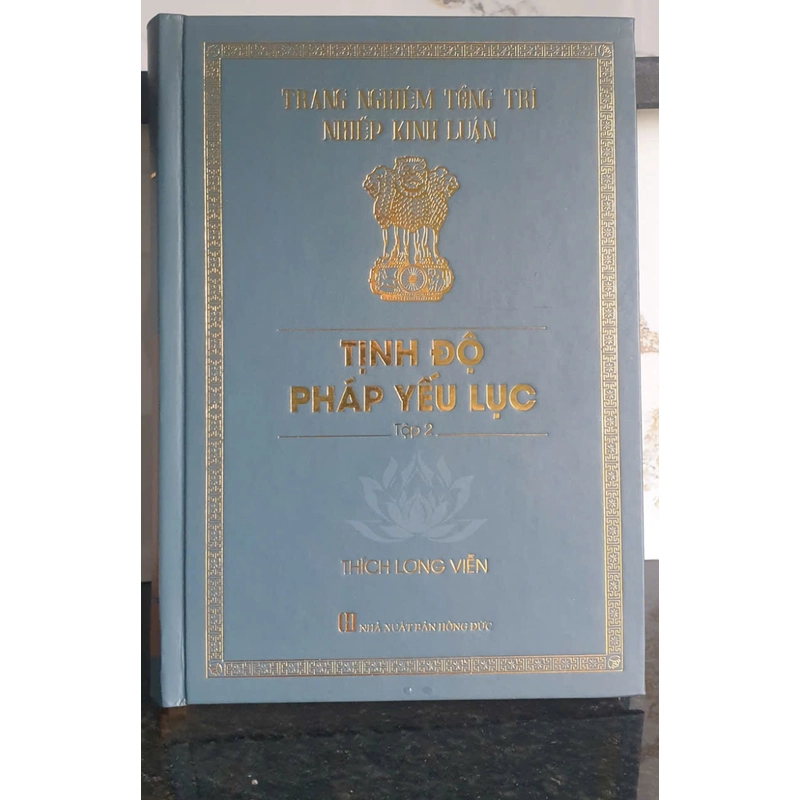 TRANG NGHIÊM TỔNG TRÌ
NHIẾP KINH LUẬN
TỊNH ĐỘ
PHÁP YẾU LỤC
Tập 2
THÍCH LONG VIỄN
NHÀ XUẤT BẢN HỒNG ĐỨC